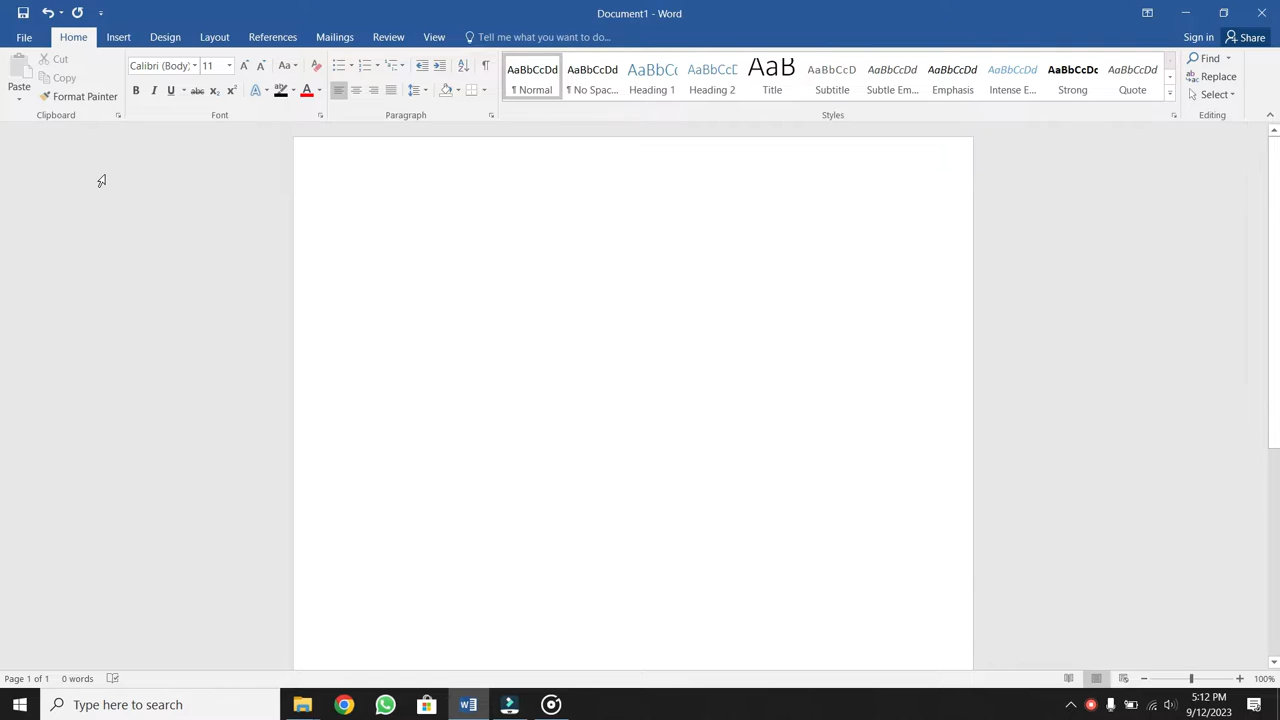 Document1 - Word
File Home Insert Design Layout References Mailings Review View Tell me what you want to do... Sign in Share
Cut
Copy
Format Painter
Paste
Clipboard
Calibri (Body) 11
Font
Paragraph
AaBbCcDd AaBbCcDd AaBbCc AaBbCcD AaB AaBbCcD AaBbCcDd AaBbCcDd AaBbCcDd AaBbCcDc AaBbCcDd
¶ Normal ¶ No Spac... Heading 1 Heading 2 Title Subtitle Subtle Em... Emphasis Intense E... Strong Quote
Styles
Find
Replace
Select
Editing
Page 1 of 1 0 words 100%
Type here to search
5:12 PM
9/12/2023